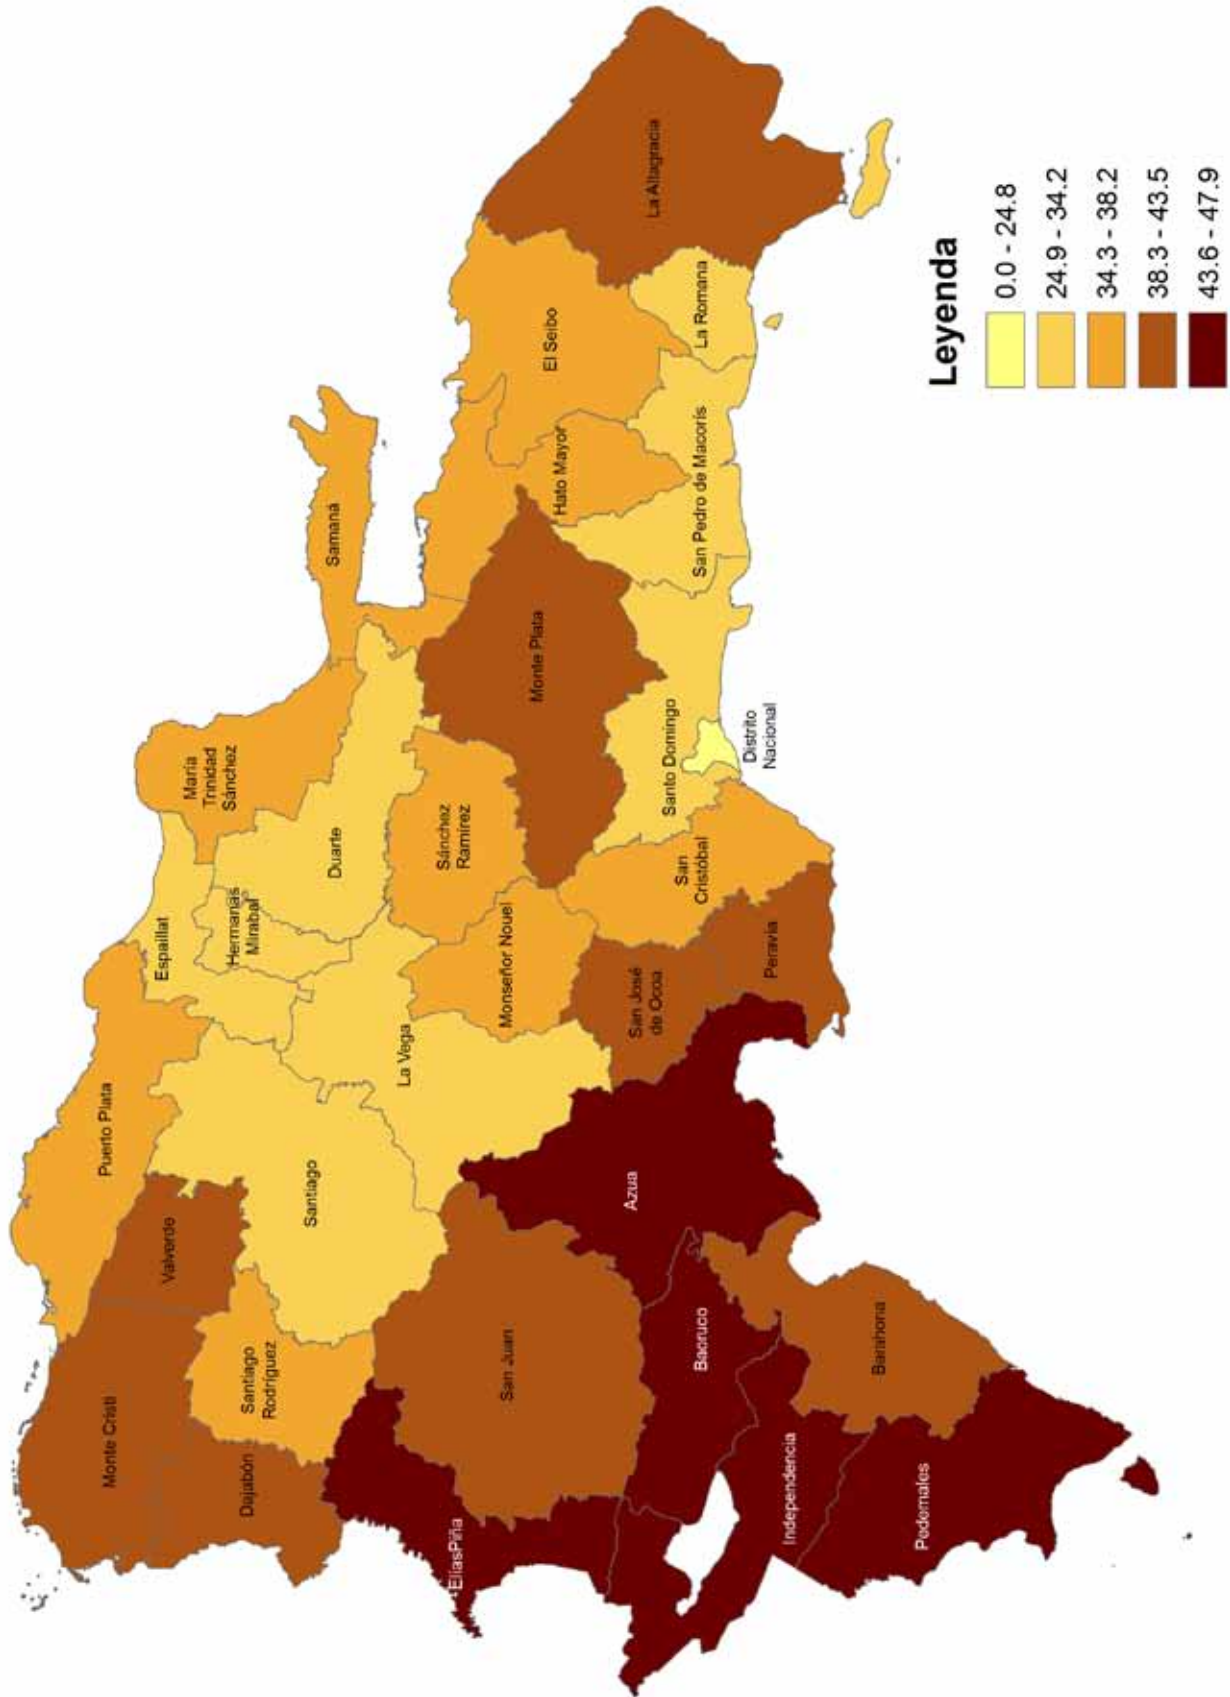 Puerto Plata
Monte Cristi
Valverde
Espaillat
María
Trinidad
Sánchez
Dajabón
Santiago
Rodríguez
Santiago
Hermanas
Mirabal
Duarte
Samaná
La Vega
Sánchez
Ramírez
Monseñor Nouel
EliasPiña
San Juan
Monte Plata
Hato Mayor
El Seibo
La Altagracia
Azua
San José
de Ocoa
San
Cristóbal
Santo Domingo
San Pedro de Macorís
La Romana
Baoruco
Peravia
Distrito
Nacional
Independencia
Barahona
Pedernales
Leyenda
0.0 - 24.8
24.9 - 34.2
34.3 - 38.2
38.3 - 43.5
43.6 - 47.9